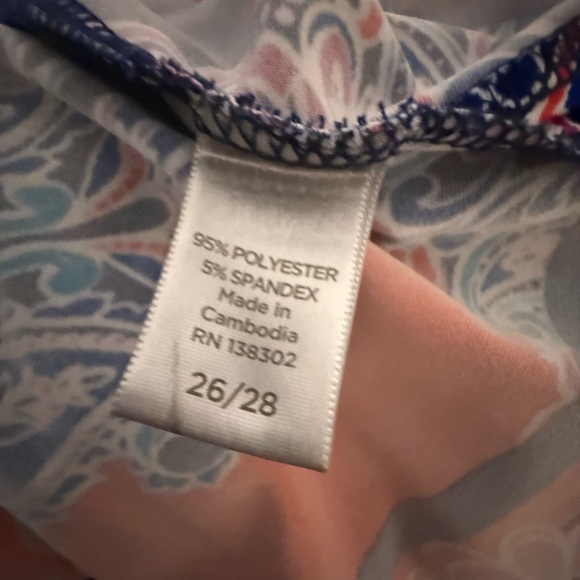 95% POLYESTER
5% SPANDEX
Made in
Cambodia
RN 138302
26/28